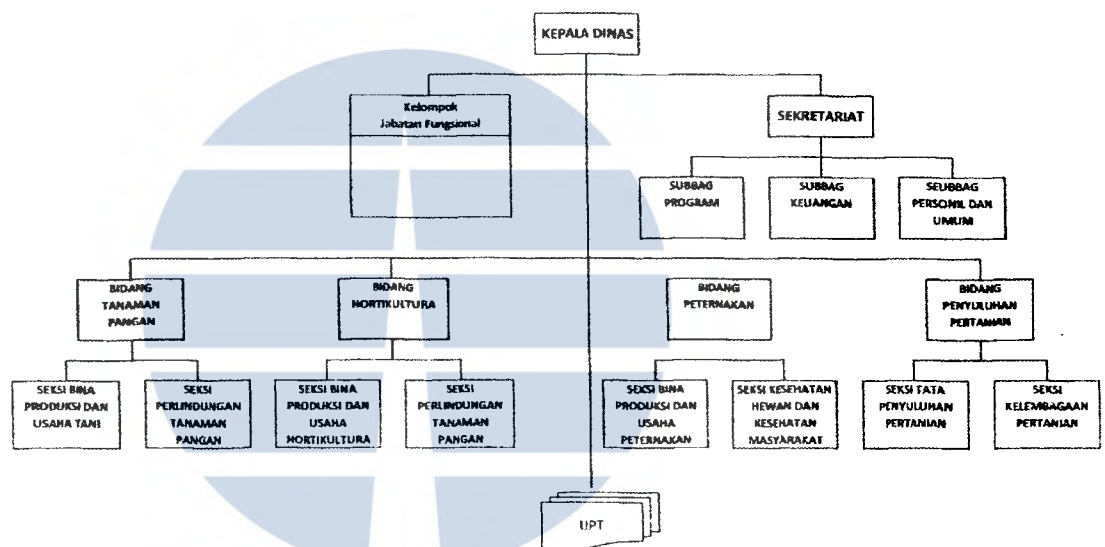 KEPALA DINAS
Kelompok
Jabatan Fungsional
SEKRETARIAT
SUBBAG
PROGRAM
SUBBAG
KEUANGAN
SEUBBAG
PERSONIL DAN
UMUM
BIDANG
TANAMAN
PANGAN
BIDANG
HORTIKULTURA
BIDANG
PETERNAKAN
BIDANG
PENYULUHAN
PERTANIAN
SEKSI BINA
PRODUKSI DAN
USAHA TANI
SEKSI
PERLINDUNGAN
TANAMAN
PANGAN
SEKSI BINA
PRODUKSI DAN
USAHA
HORTIKULTURA
SEKSI
PERLINDUNGAN
TANAMAN
PANGAN
SEKSI BINA
PRODUKSI DAN
USAHA
PETERNAKAN
SEKSI KESEHATAN
HEWAN DAN
KESEHATAN
MASYARAKAT
SEKSI TATA
PENYULUHAN
PERTANIAN
SEKSI
KELEMBAGAAN
PERTANIAN
UPT